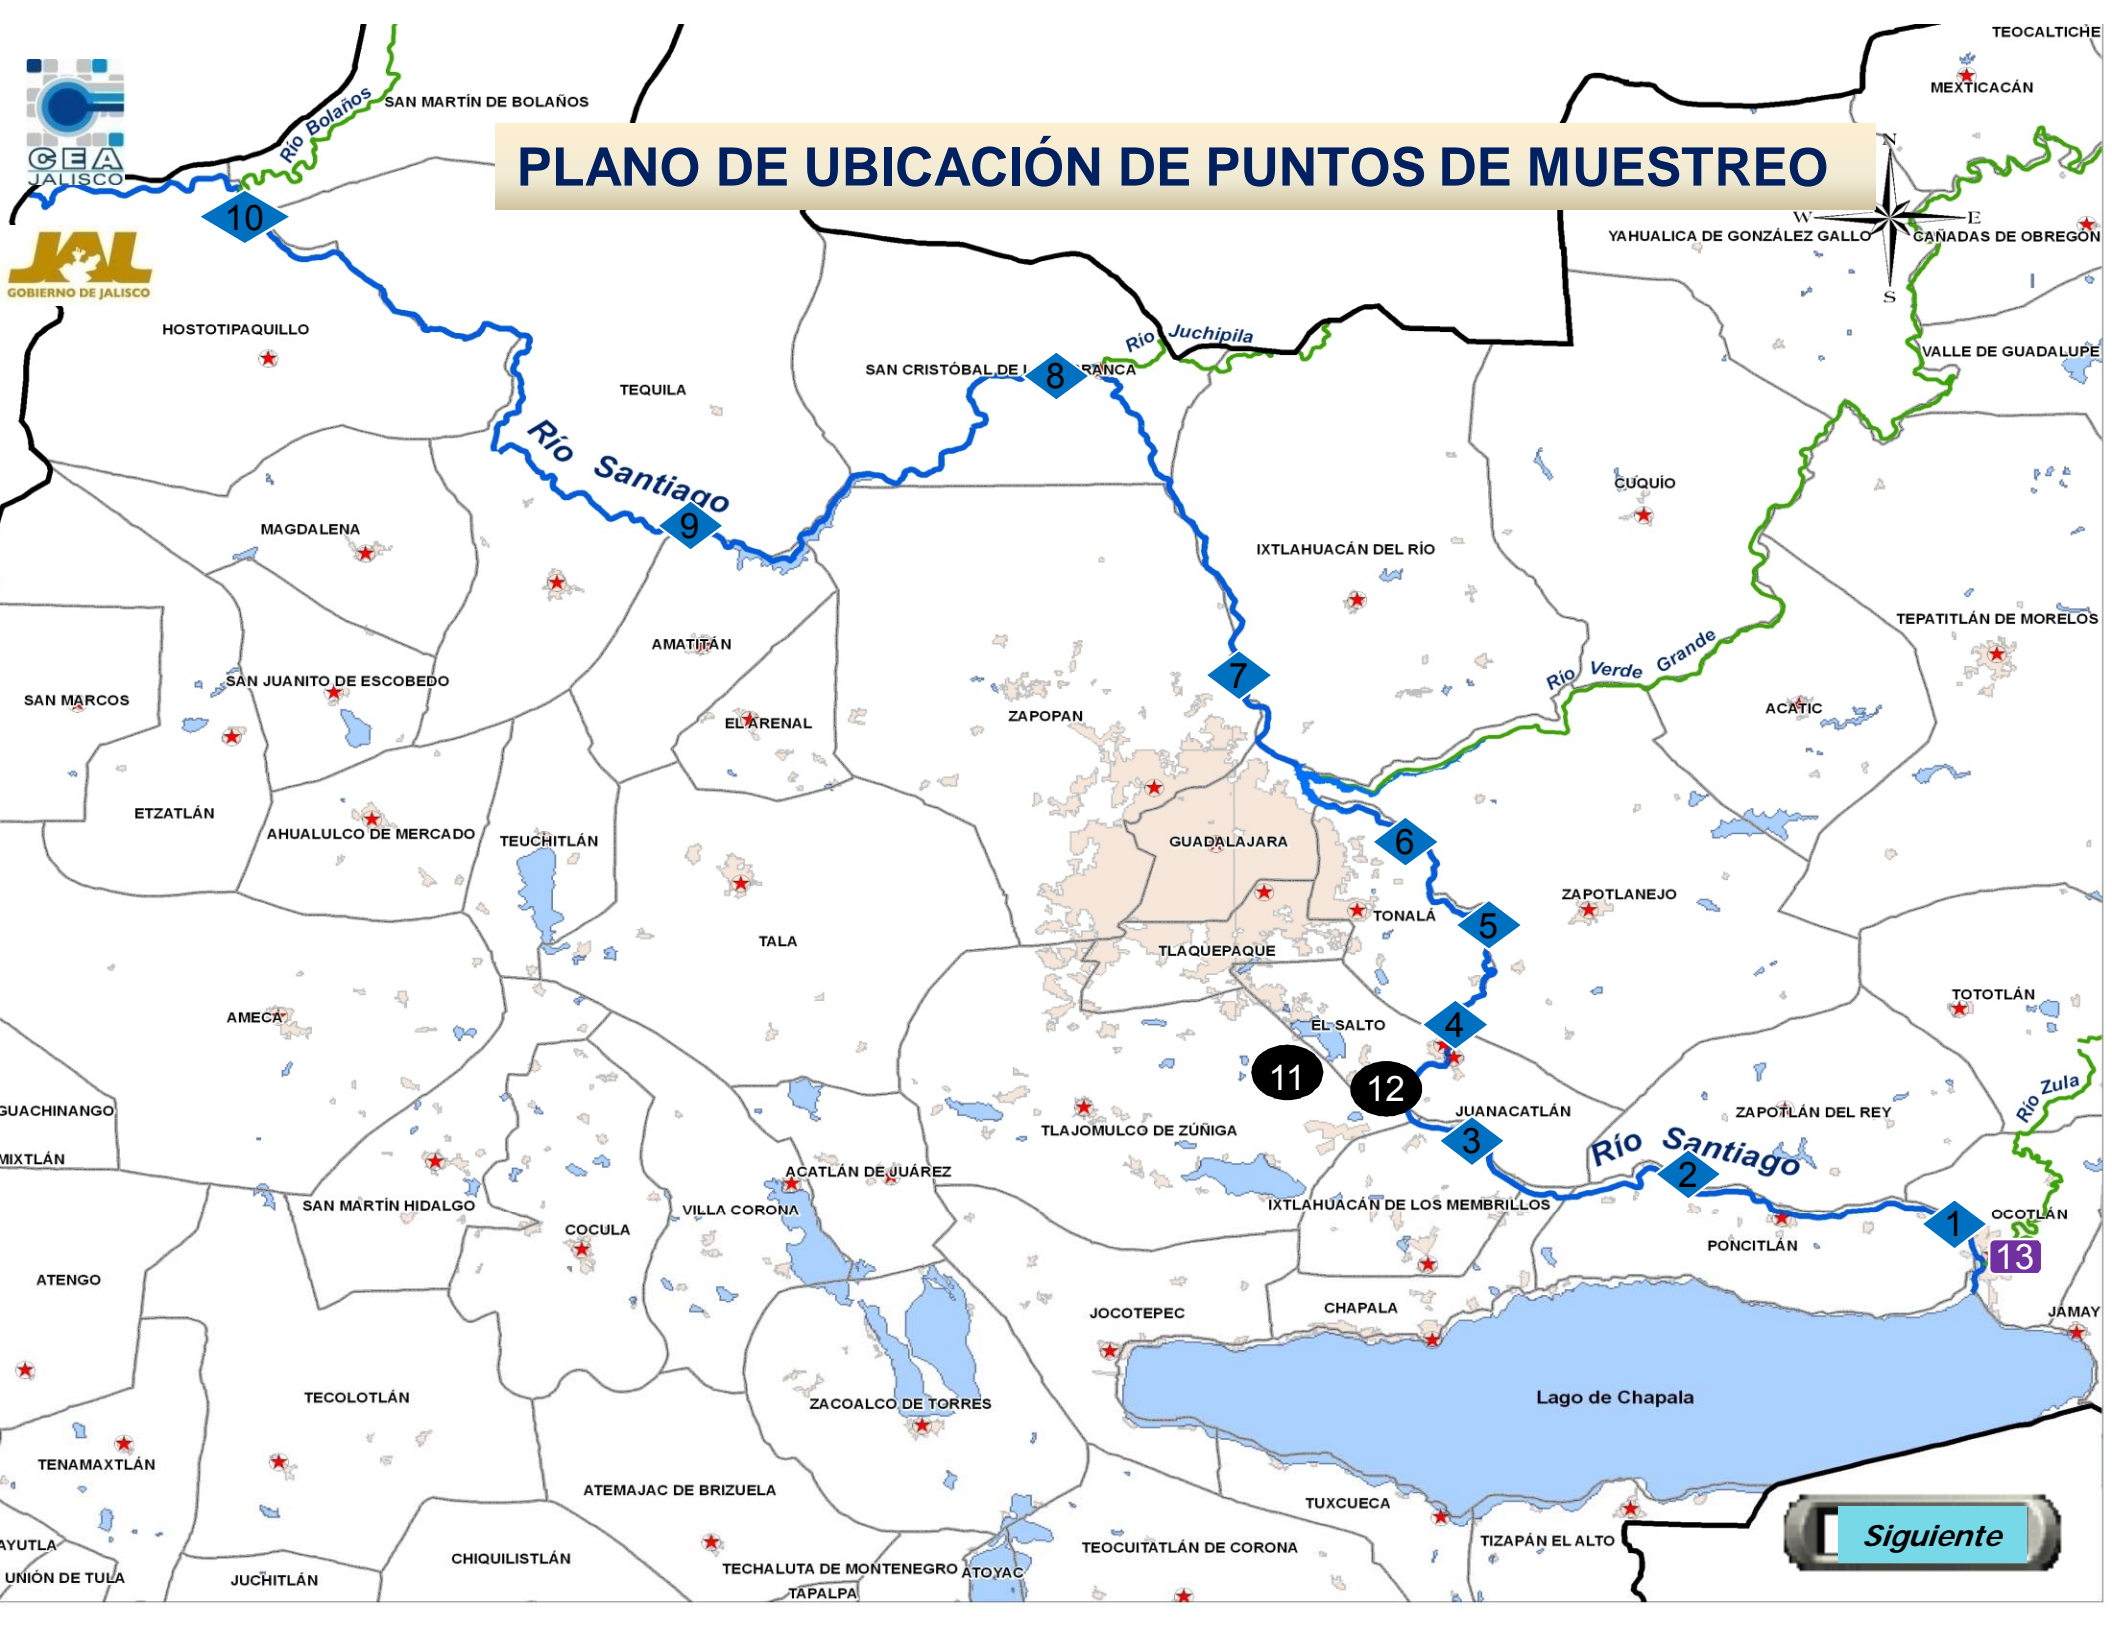 TEOCALTICHE
MEXTICACÁN
CEA
JALISCO
Río Bolaños
SAN MARTÍN DE BOLAÑOS
PLANO DE UBICACIÓN DE PUNTOS DE MUESTREO
N
W
E
S
10
YAHUALICA DE GONZÁLEZ GALLO
CAÑADAS DE OBREGÓN
JAL
GOBIERNO DE JALISCO
HOSTOTIPAQUILLO
Río Juchipila
VALLE DE GUADALUPE
SAN CRISTÓBAL DE
8
TEQUILA
Río Santiago
CUQUÍO
9
MAGDALENA
IXTLAHUACÁN DEL RÍO
TEPATITLÁN DE MORELOS
AMATITÁN
Río Verde Grande
SAN JUANITO DE ESCOBEDO
7
SAN MARCOS
ZAPOPAN
EL ARENAL
ACATIC
ETZATLÁN
AHUALULCO DE MERCADO
TEUCHITLÁN
GUADALAJARA
6
ZAPOTLANEJO
TONALÁ
5
TALA
TLAQUEPAQUE
TOTOTLÁN
AMECA
EL SALTO
4
11
12
Río Zula
GUACHINANGO
JUANACATLÁN
ZAPOTLÁN DEL REY
TLAJOMULCO DE ZÚÑIGA
3
Río Santiago
MIXTLÁN
ACATLÁN DE JUÁREZ
2
SAN MARTÍN HIDALGO
VILLA CORONA
IXTLAHUACÁN DE LOS MEMBRILLOS
OCOTLÁN
1
COCULA
PONCITLÁN
13
ATENGO
JOCOTEPEC
CHAPALA
JAMAY
TECOLOTLÁN
ZACOALCO DE TORRES
Lago de Chapala
TENAMAXTLÁN
ATEMAJAC DE BRIZUELA
TUXCUECA
Siguiente
TIZAPÁN EL ALTO
AYUTLA
CHIQUILISTLÁN
TEOCUITATLÁN DE CORONA
TECHALUTA DE MONTENEGRO
ATOYAC
UNIÓN DE TULA
JUCHITLÁN
TAPALPA